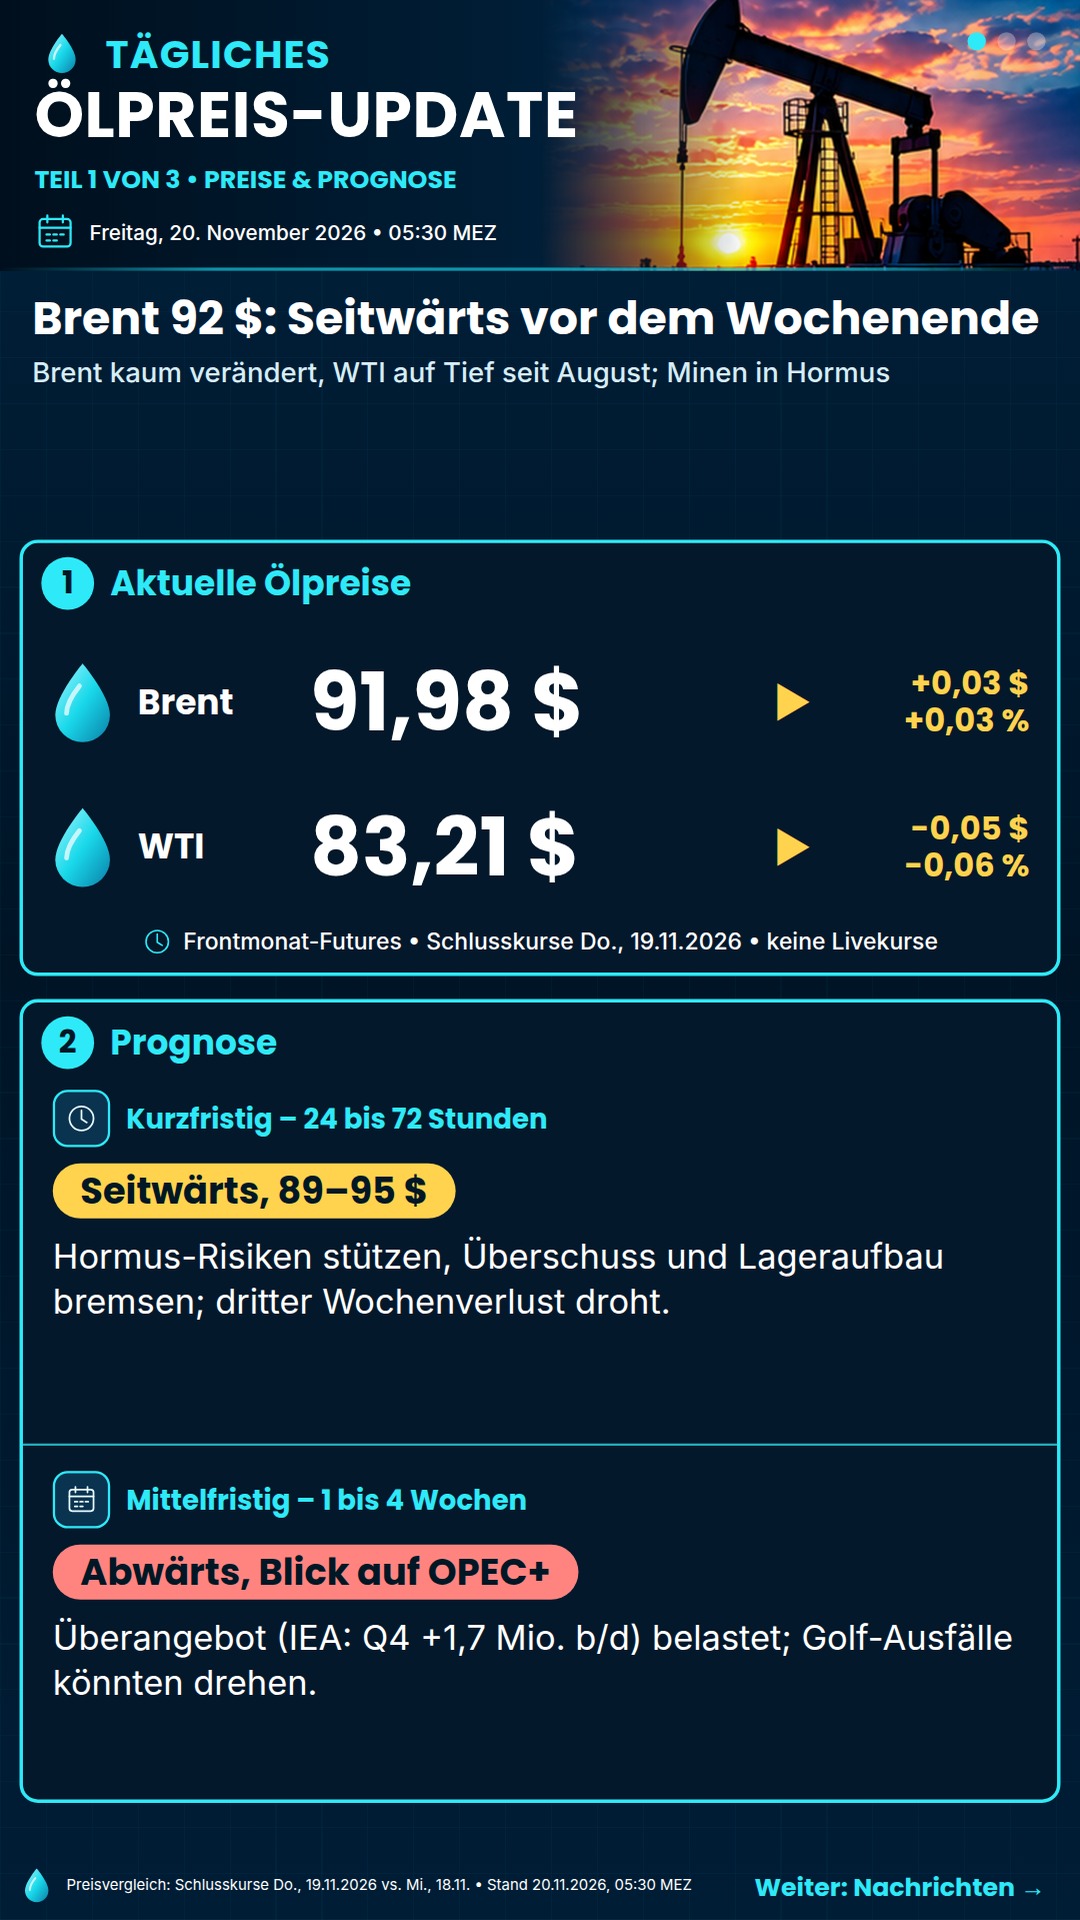 TÄGLICHES
ÖLPREIS-UPDATE
TEIL 1 VON 3 • PREISE & PROGNOSE
Freitag, 20. November 2026 • 05:30 MEZ
Brent 92 $: Seitwärts vor dem Wochenende
Brent kaum verändert, WTI auf Tief seit August; Minen in Hormus
1 Aktuelle Ölpreise
Brent 91,98 $ ▶ +0,03 $
+0,03 %
WTI 83,21 $ ▶ −0,05 $
−0,06 %
Frontmonat-Futures • Schlusskurse Do., 19.11.2026 • keine Livekurse
2 Prognose
Kurzfristig – 24 bis 72 Stunden
Seitwärts, 89–95 $
Hormus-Risiken stützen, Überschuss und Lageraufbau
bremsen; dritter Wochenverlust droht.
Mittelfristig – 1 bis 4 Wochen
Abwärts, Blick auf OPEC+
Überangebot (IEA: Q4 +1,7 Mio. b/d) belastet; Golf-Ausfälle
könnten drehen.
Preisvergleich: Schlusskurse Do., 19.11.2026 vs. Mi., 18.11. • Stand 20.11.2026, 05:30 MEZ
Weiter: Nachrichten →